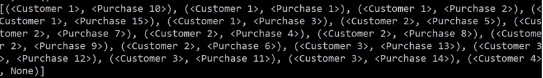 [(<Customer 1>, <Purchase 10>), (<Customer 1>, <Purchase 1>), (<Customer 1>, <Purchase 2>), (<
Customer 1>, <Purchase 15>), (<Customer 1>, <Purchase 3>), (<Customer 2>, <Purchase 5>), (<Cus
tomer 2>, <Purchase 7>), (<Customer 2>, <Purchase 4>), (<Customer 2>, <Purchase 8>), (<Custome
r 2>, <Purchase 9>), (<Customer 2>, <Purchase 6>), (<Customer 3>, <Purchase 13>), (<Customer 3
>, <Purchase 12>), (<Customer 3>, <Purchase 11>), (<Customer 3>, <Purchase 14>), (<Customer 4>
, None)]